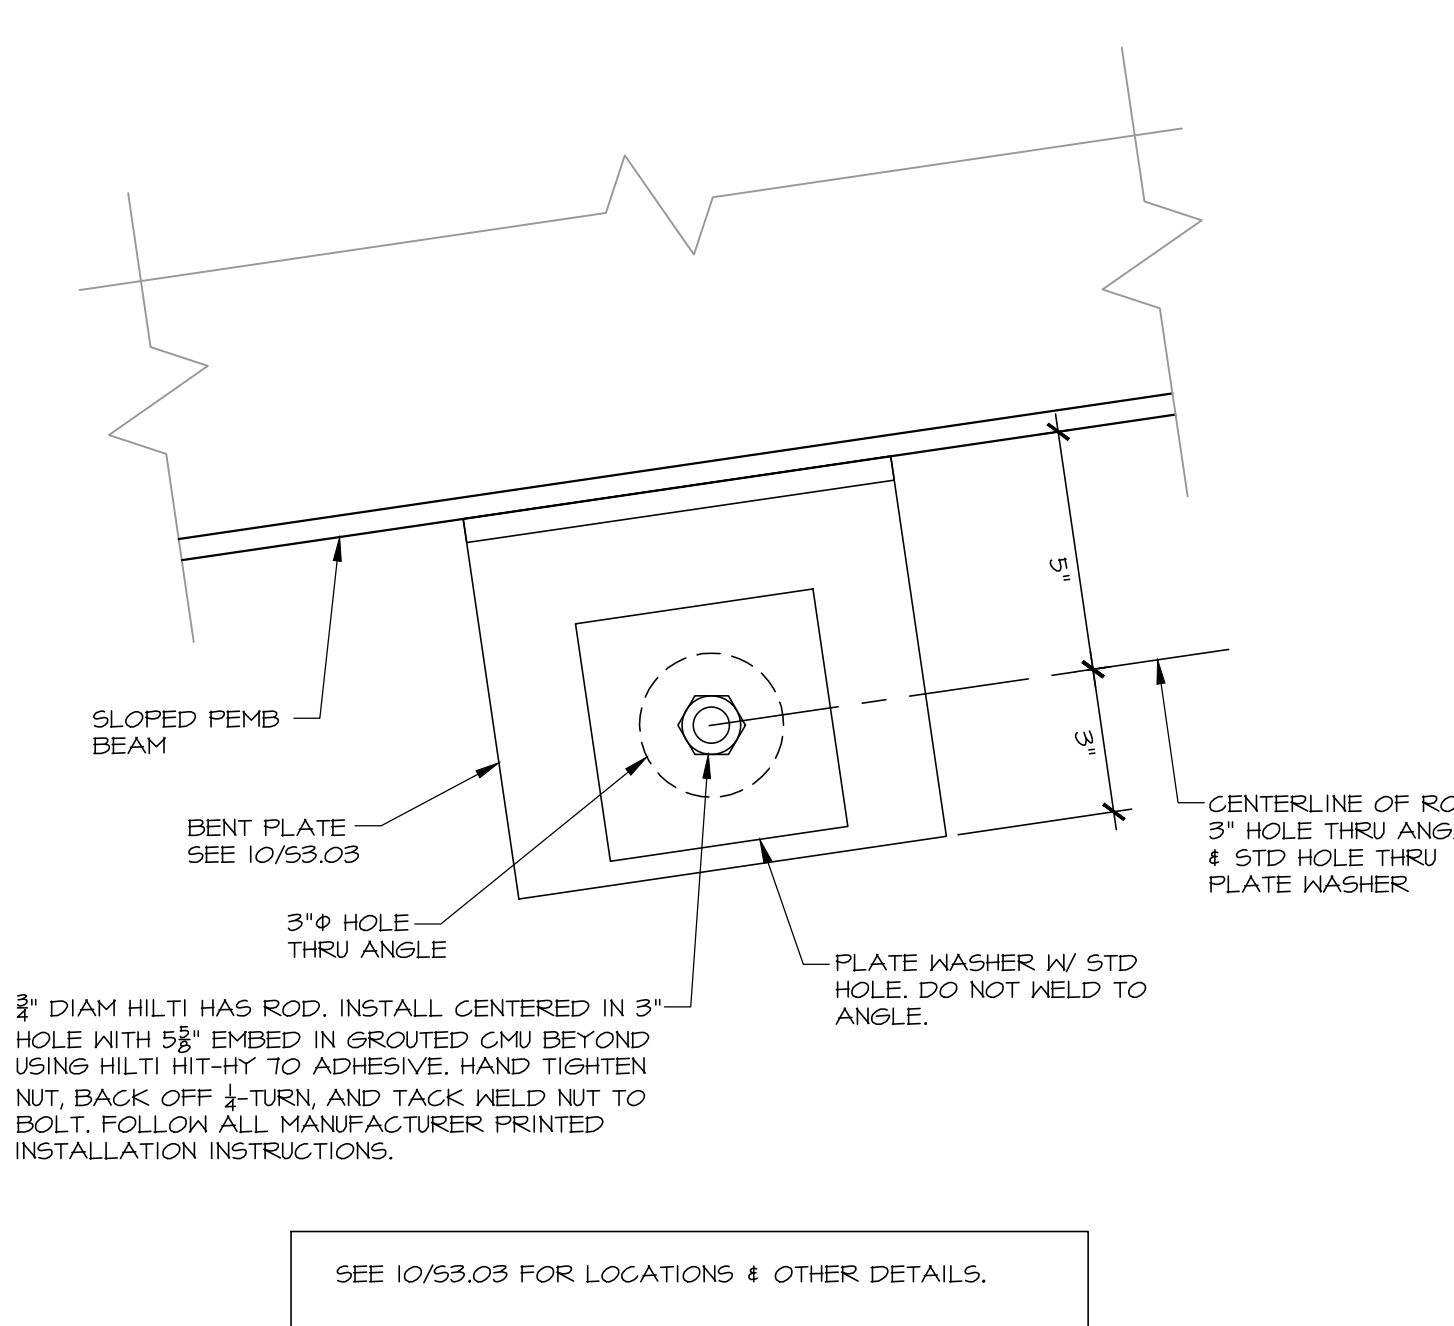 5"
3"
SLOPED PEMB
BEAM
BENT PLATE
SEE 10/S3.03
3"Φ HOLE
THRU ANGLE
CENTERLINE OF
3" HOLE THRU
& STD HOLE THRU
PLATE WASHER
PLATE WASHER W/ STD
HOLE. DO NOT WELD TO
ANGLE.
3/4" DIAM HILTI HAS ROD. INSTALL CENTERED IN 3"
HOLE WITH 5 5/8" EMBED IN GROUTED CMU BEYOND
USING HILTI HIT-HY 70 ADHESIVE. HAND TIGHTEN
NUT, BACK OFF 1/4-TURN, AND TACK WELD NUT TO
BOLT. FOLLOW ALL MANUFACTURER PRINTED
INSTALLATION INSTRUCTIONS.
SEE 10/S3.03 FOR LOCATIONS & OTHER DETAILS.